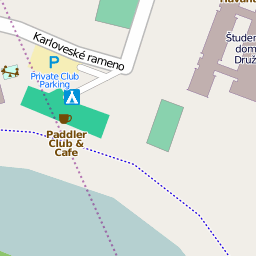 Karloveské rameno
P
Private Club
Parking
Paddler
Club &
Cafe
Študen
dom
Druž